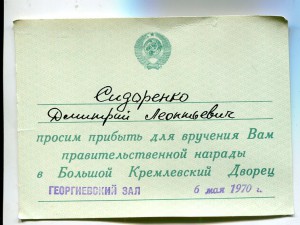 Сидоренко
Дмитрий Леонтьевич
просим прибыть для вручения Вам
правительственной награды
в Большой Кремлевский Дворец
ГЕОРГИЕВСКИЙ ЗАЛ 6 мая 1970 г.